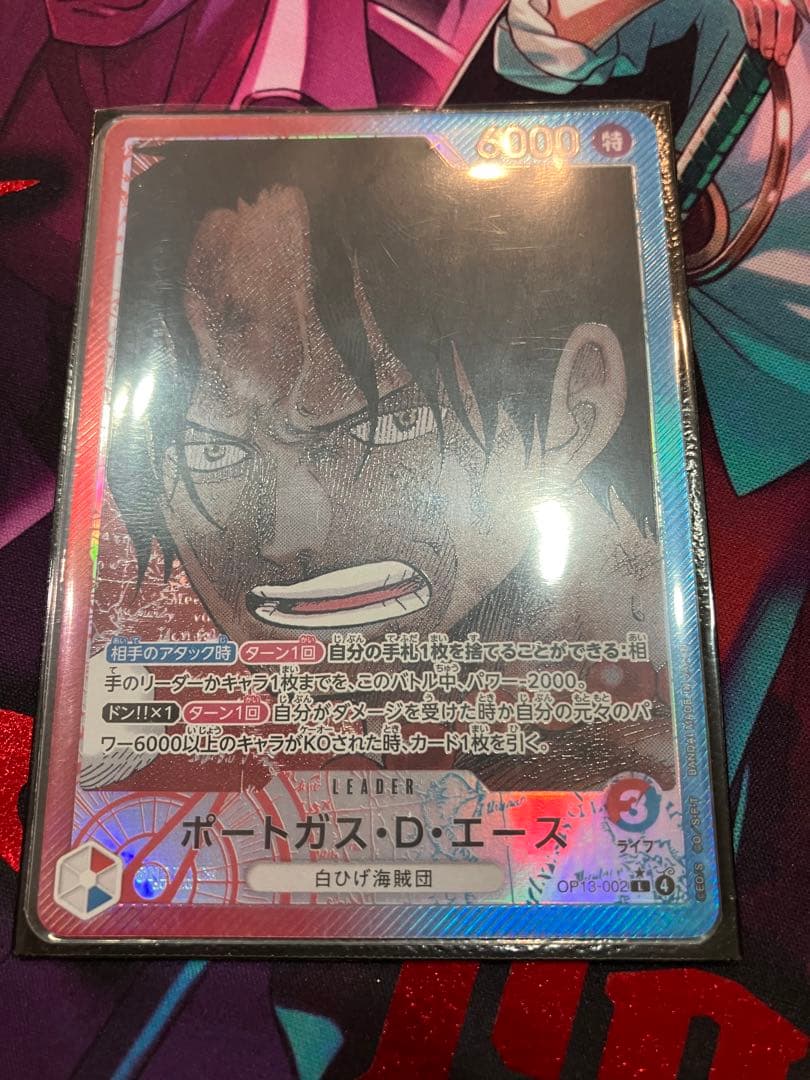 6000 特
相手のアタック時 ターン1回 自分の手札1枚を捨てることができる:相
手のリーダーかキャラ1枚までを、このバトル中、パワー-2000。
ドン!!×1 ターン1回 自分がダメージを受けた時か自分の元々のパ
ワー6000以上のキャラがKOされた時、カード1枚を引く。
LEADER
3
ライフ
ポートガス・D・エース
白ひげ海賊団
OP13-002 L 4